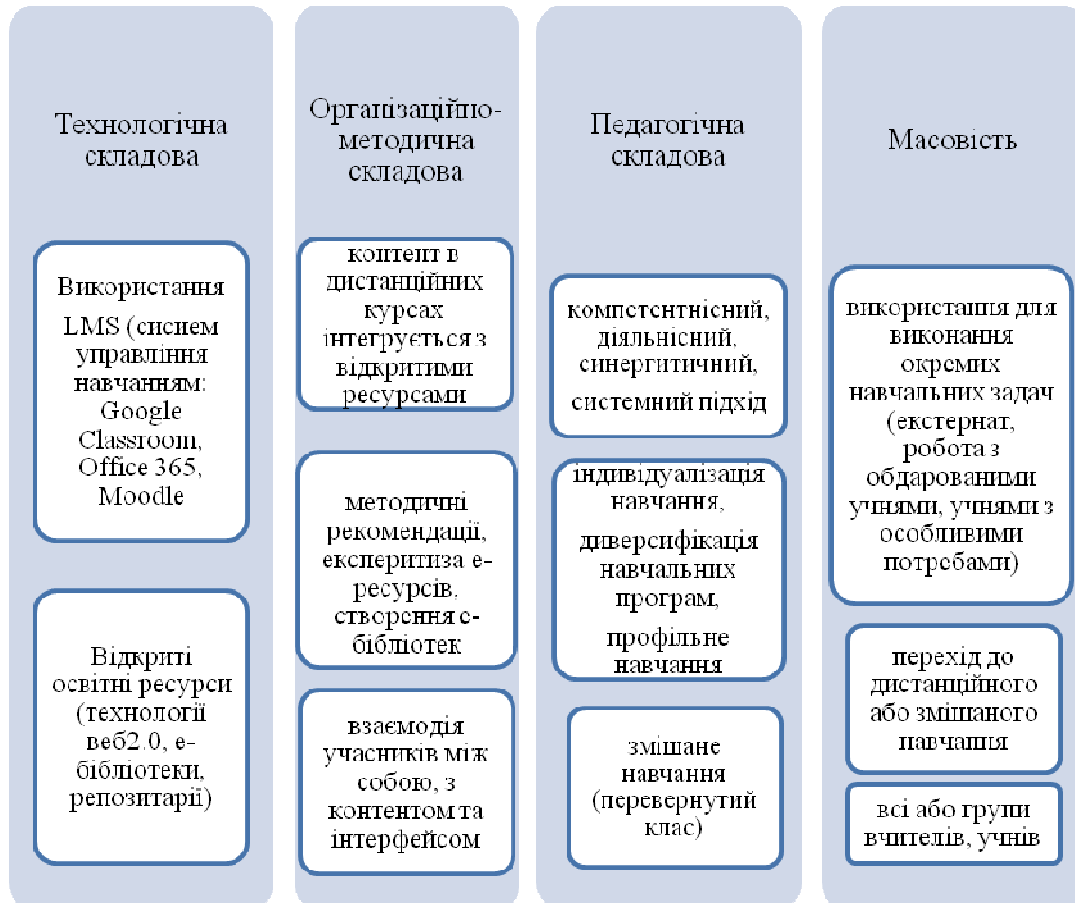 Технологічна
складова
Використання
LMS (сисием
управління
навчанням:
Google
Classroom,
Office 365,
Moodle
Відкриті
освітні ресурси
(технології
веб2.0, е-
бібліотеки,
репозитарії)
Організаційно-
методична
складова
контент в
дистанційних
курсах
інтегрується з
відкритими
ресурсами
методичні
рекомендації,
експеритиза е-
ресурсів,
створення е-
бібліотек
взаємодія
учасників між
собою, з
контентом та
інтерфейсом
Педагогічна
складова
компетентнісний,
діяльнісний,
синергитичний,
системний підхід
індивідуалізація
навчання,
диверсифікація
навчальних
програм,
профільне
навчання
змішане
навчання
(перевернутий
клас)
Масовість
використання для
виконання
окремих
навчальних задач
(екстернат,
робота з
обдарованими
учнями, учнями з
особливими
потребами)
перехід до
дистанційного
або змішаного
навчання
всі або групи
вчителів, учнів